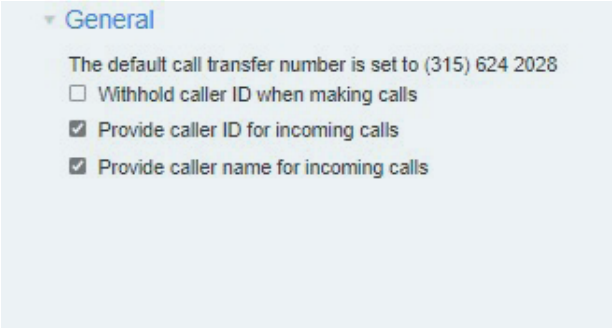 General
The default call transfer number is set to (315) 624 2028
Withhold caller ID when making calls
Provide caller ID for incoming calls
Provide caller name for incoming calls